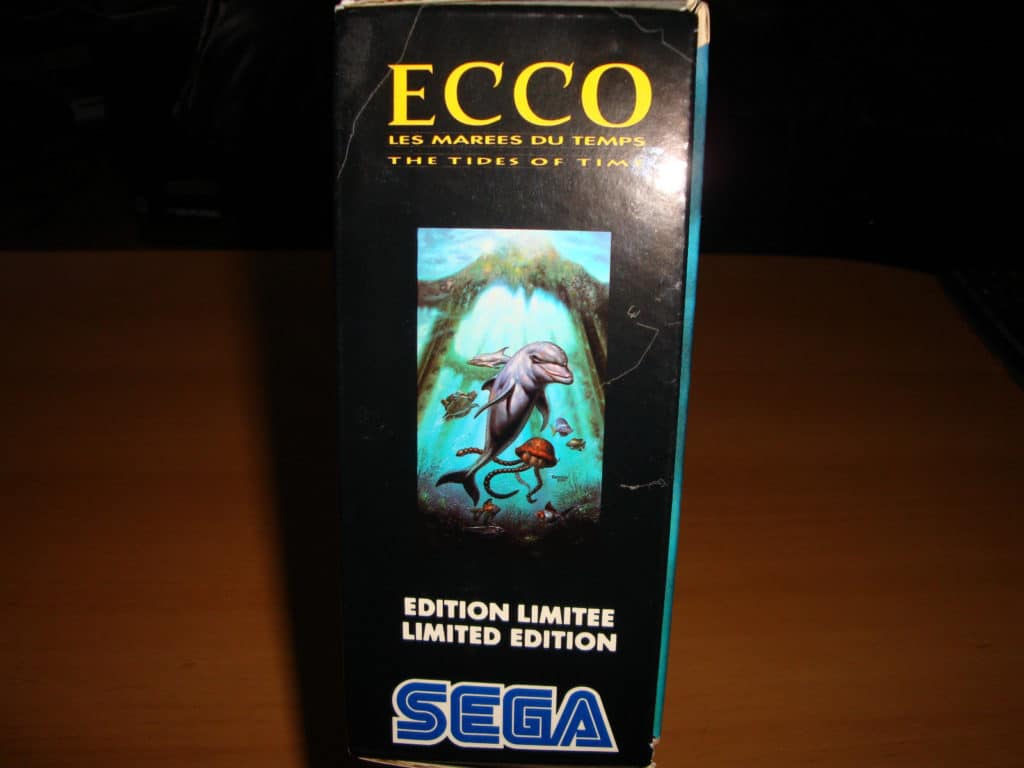 ECCO
LES MAREES DU TEMPS
THE TIDES OF TIME
EDITION LIMITEE
LIMITED EDITION
SEGA